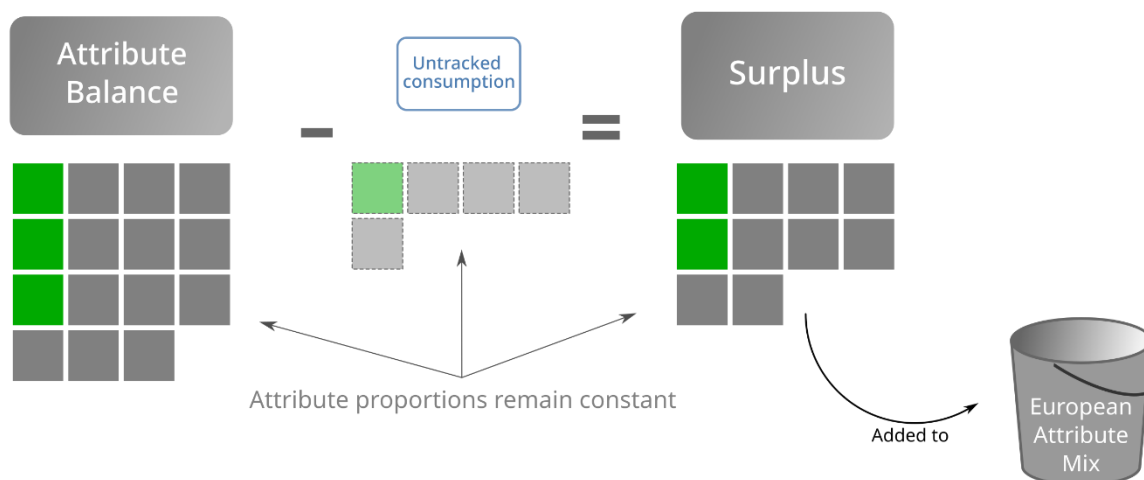 Attribute
Balance
Untracked
consumption
Surplus
Attribute proportions remain constant
Added to
European
Attribute
Mix